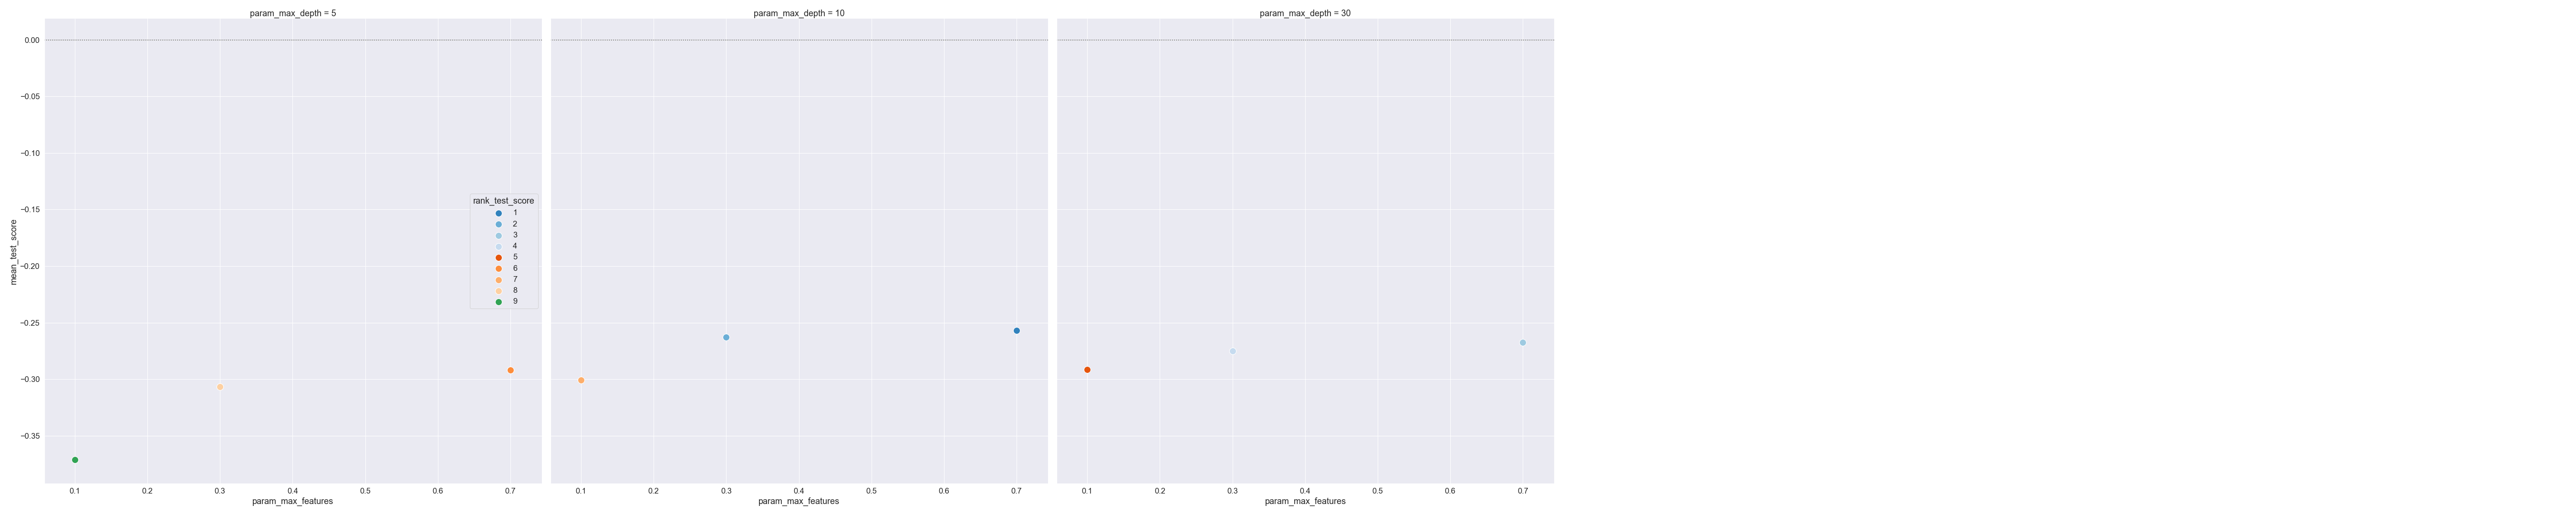 param_max_depth = 5
param_max_depth = 10
param_max_depth = 30
0.00
−0.05
−0.10
−0.15
−0.20
−0.25
−0.30
−0.35
mean_test_score
rank_test_score
1
2
3
4
5
6
7
8
9
0.1 0.2 0.3 0.4 0.5 0.6 0.7
param_max_features
0.1 0.2 0.3 0.4 0.5 0.6 0.7
param_max_features
0.1 0.2 0.3 0.4 0.5 0.6 0.7
param_max_features